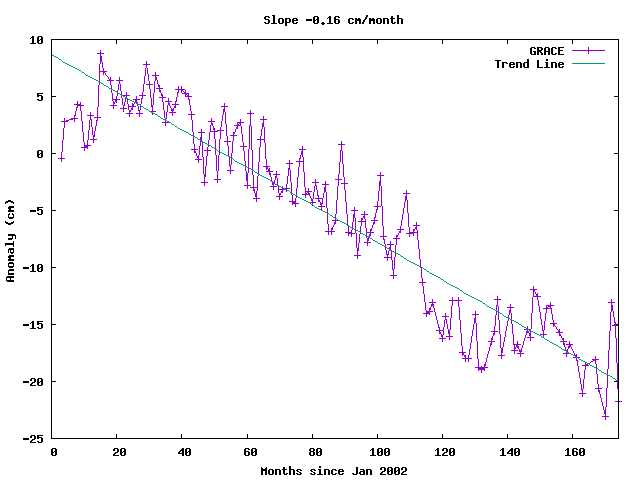 Slope -0.16 cm/month
GRACE
Trend Line
10
5
0
-5
-10
-15
-20
-25
Anomaly (cm)
0 20 40 60 80 100 120 140 160
Months since Jan 2002